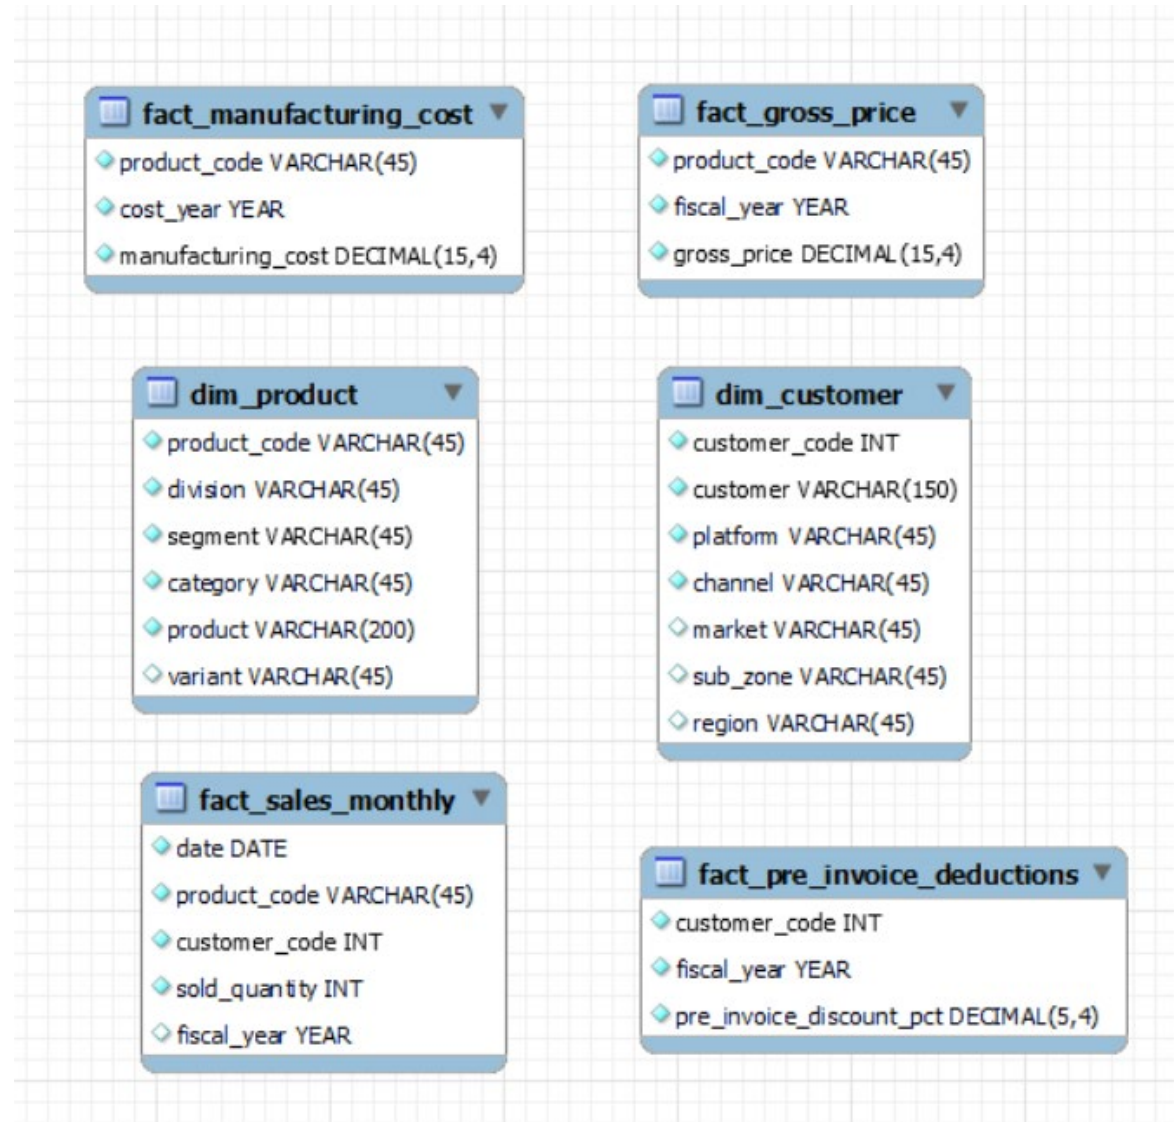 fact_manufacturing_cost
product_code VARCHAR(45)
cost_year YEAR
manufacturing_cost DECIMAL(15,4)
fact_gross_price
product_code VARCHAR(45)
fiscal_year YEAR
gross_price DECIMAL(15,4)
dim_product
product_code VARCHAR(45)
division VARCHAR(45)
segment VARCHAR(45)
category VARCHAR(45)
product VARCHAR(200)
variant VARCHAR(45)
dim_customer
customer_code INT
customer VARCHAR(150)
platform VARCHAR(45)
channel VARCHAR(45)
market VARCHAR(45)
sub_zone VARCHAR(45)
region VARCHAR(45)
fact_sales_monthly
date DATE
product_code VARCHAR(45)
customer_code INT
sold_quantity INT
fiscal_year YEAR
fact_pre_invoice_deductions
customer_code INT
fiscal_year YEAR
pre_invoice_discount_pct DECIMAL(5,4)